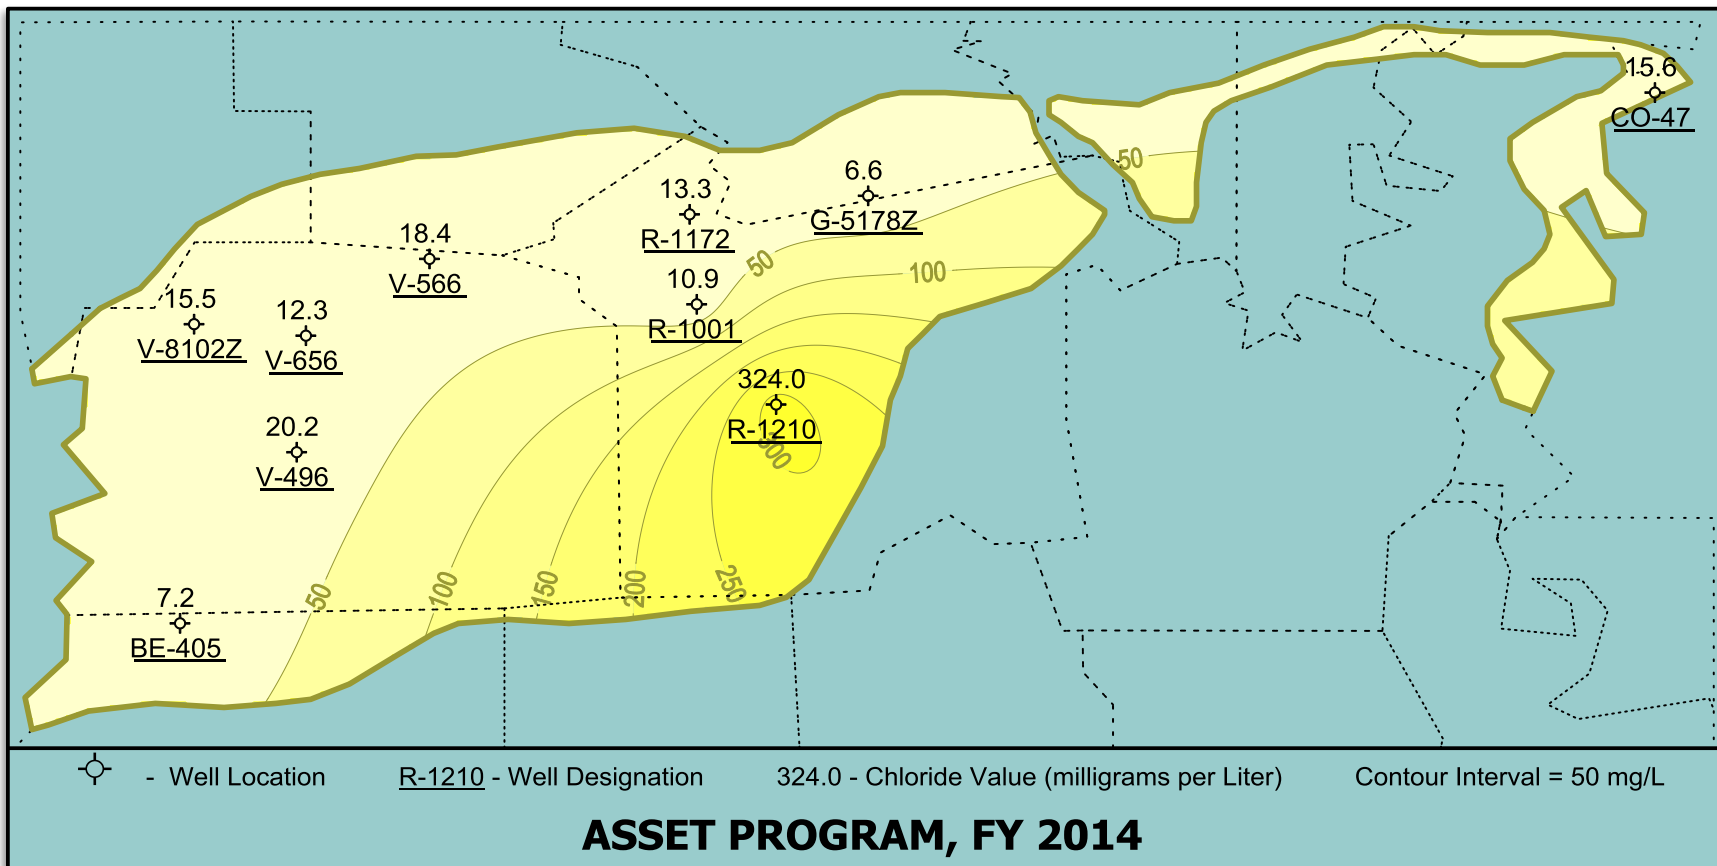 15.6
CO-47
50
6.6
G-5178Z
13.3
R-1172
18.4
V-566
50
100
10.9
R-1001
15.5
V-8102Z
12.3
V-656
324.0
R-1210
300
20.2
V-496
50
100
150
200
250
7.2
BE-405
- Well Location
R-1210 - Well Designation
324.0 - Chloride Value (milligrams per Liter)
Contour Interval = 50 mg/L
ASSET PROGRAM, FY 2014